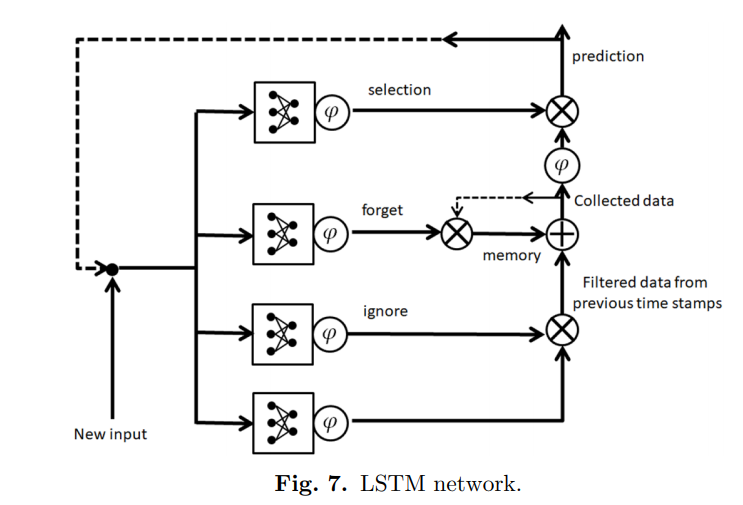 prediction
selection
φ
φ
Collected data
forget
φ
memory
Filtered data from
previous time stamps
ignore
φ
φ
New input
Fig. 7. LSTM network.